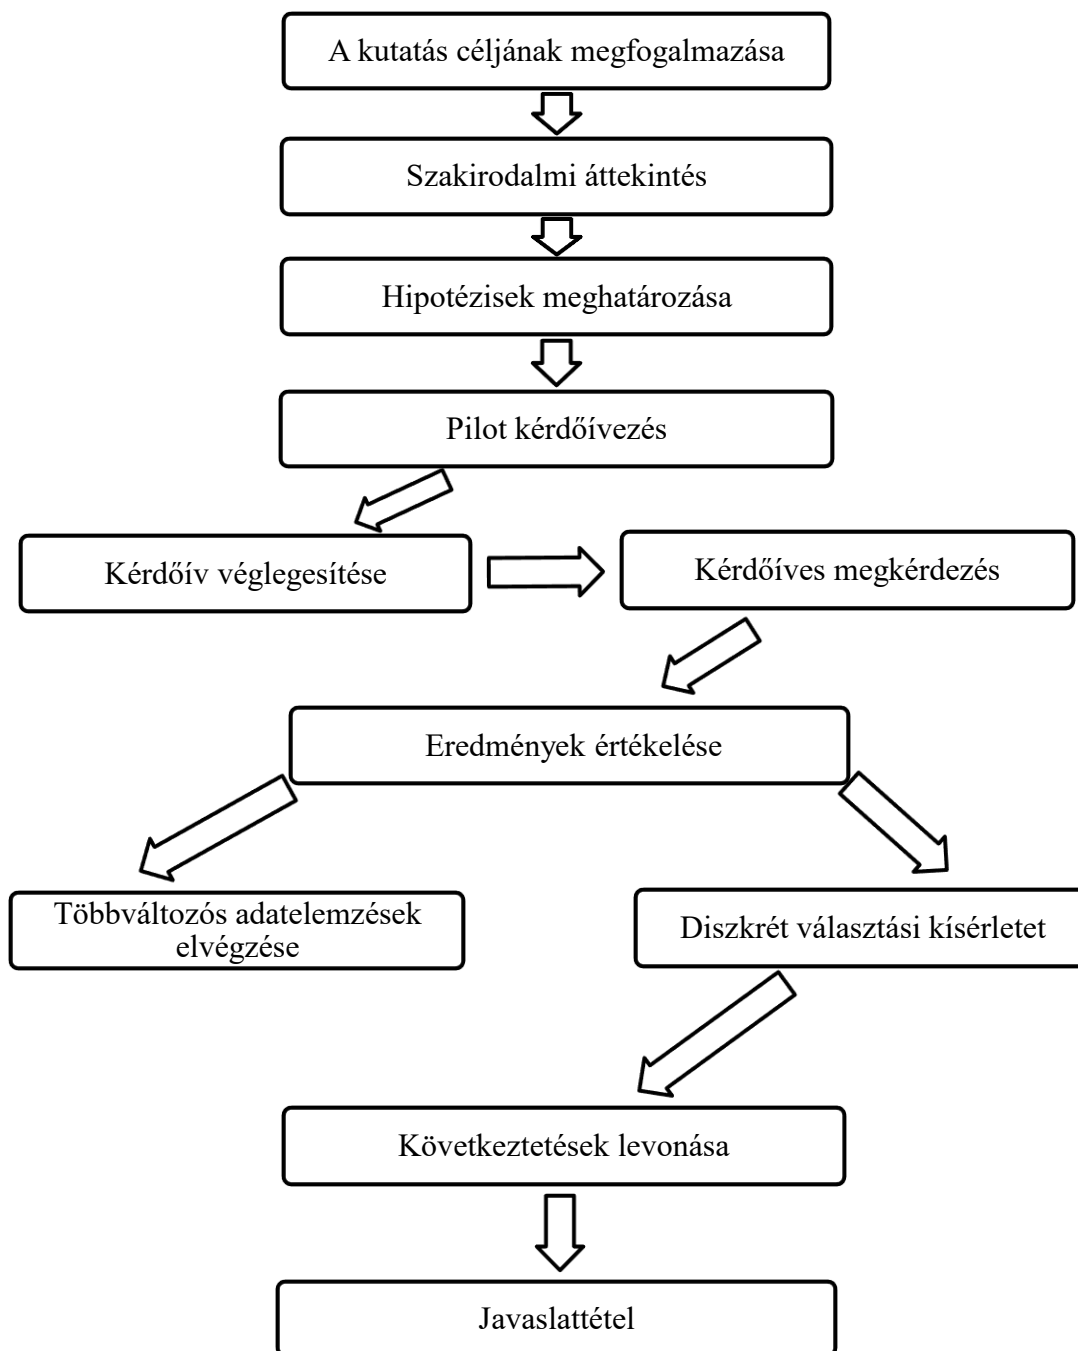 A kutatás céljának megfogalmazása
Szakirodalmi áttekintés
Hipotézisek meghatározása
Pilot kérdőívezés
Kérdőív véglegesítése
Kérdőíves megkérdezés
Eredmények értékelése
Többváltozós adatelemzések
elvégzése
Diszkrét választási kísérletet
Következtetések levonása
Javaslattétel